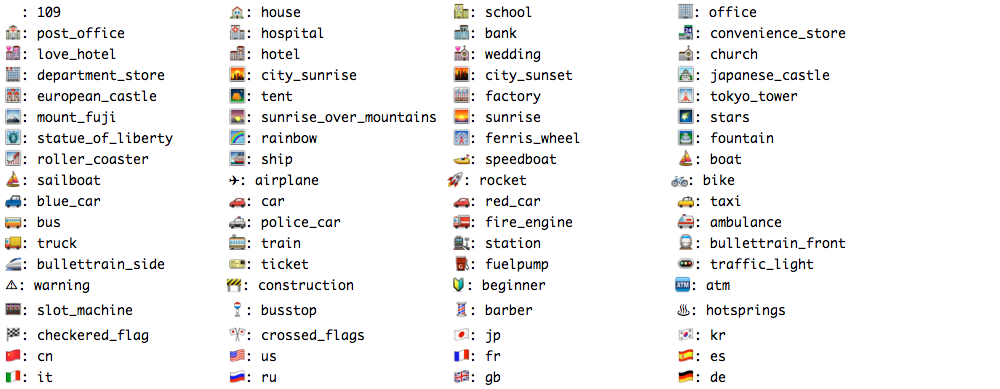 : 109 : house : school : office
: post_office : hospital : bank : convenience_store
: love_hotel : hotel : wedding : church
: department_store : city_sunrise : city_sunset : japanese_castle
: european_castle : tent : factory : tokyo_tower
: mount_fuji : sunrise_over_mountains : sunrise : stars
: statue_of_liberty : rainbow : ferris_wheel : fountain
: roller_coaster : ship : speedboat : boat
: sailboat : airplane : rocket : bike
: blue_car : car : red_car : taxi
: bus : police_car : fire_engine : ambulance
: truck : train : station : bullettrain_front
: bullettrain_side : ticket : fuelpump : traffic_light
: warning : construction : beginner ATM : atm
: slot_machine : busstop : barber : hotsprings
: checkered_flag : crossed_flags : jp : kr
: cn : us : fr : es
: it : ru : gb : de